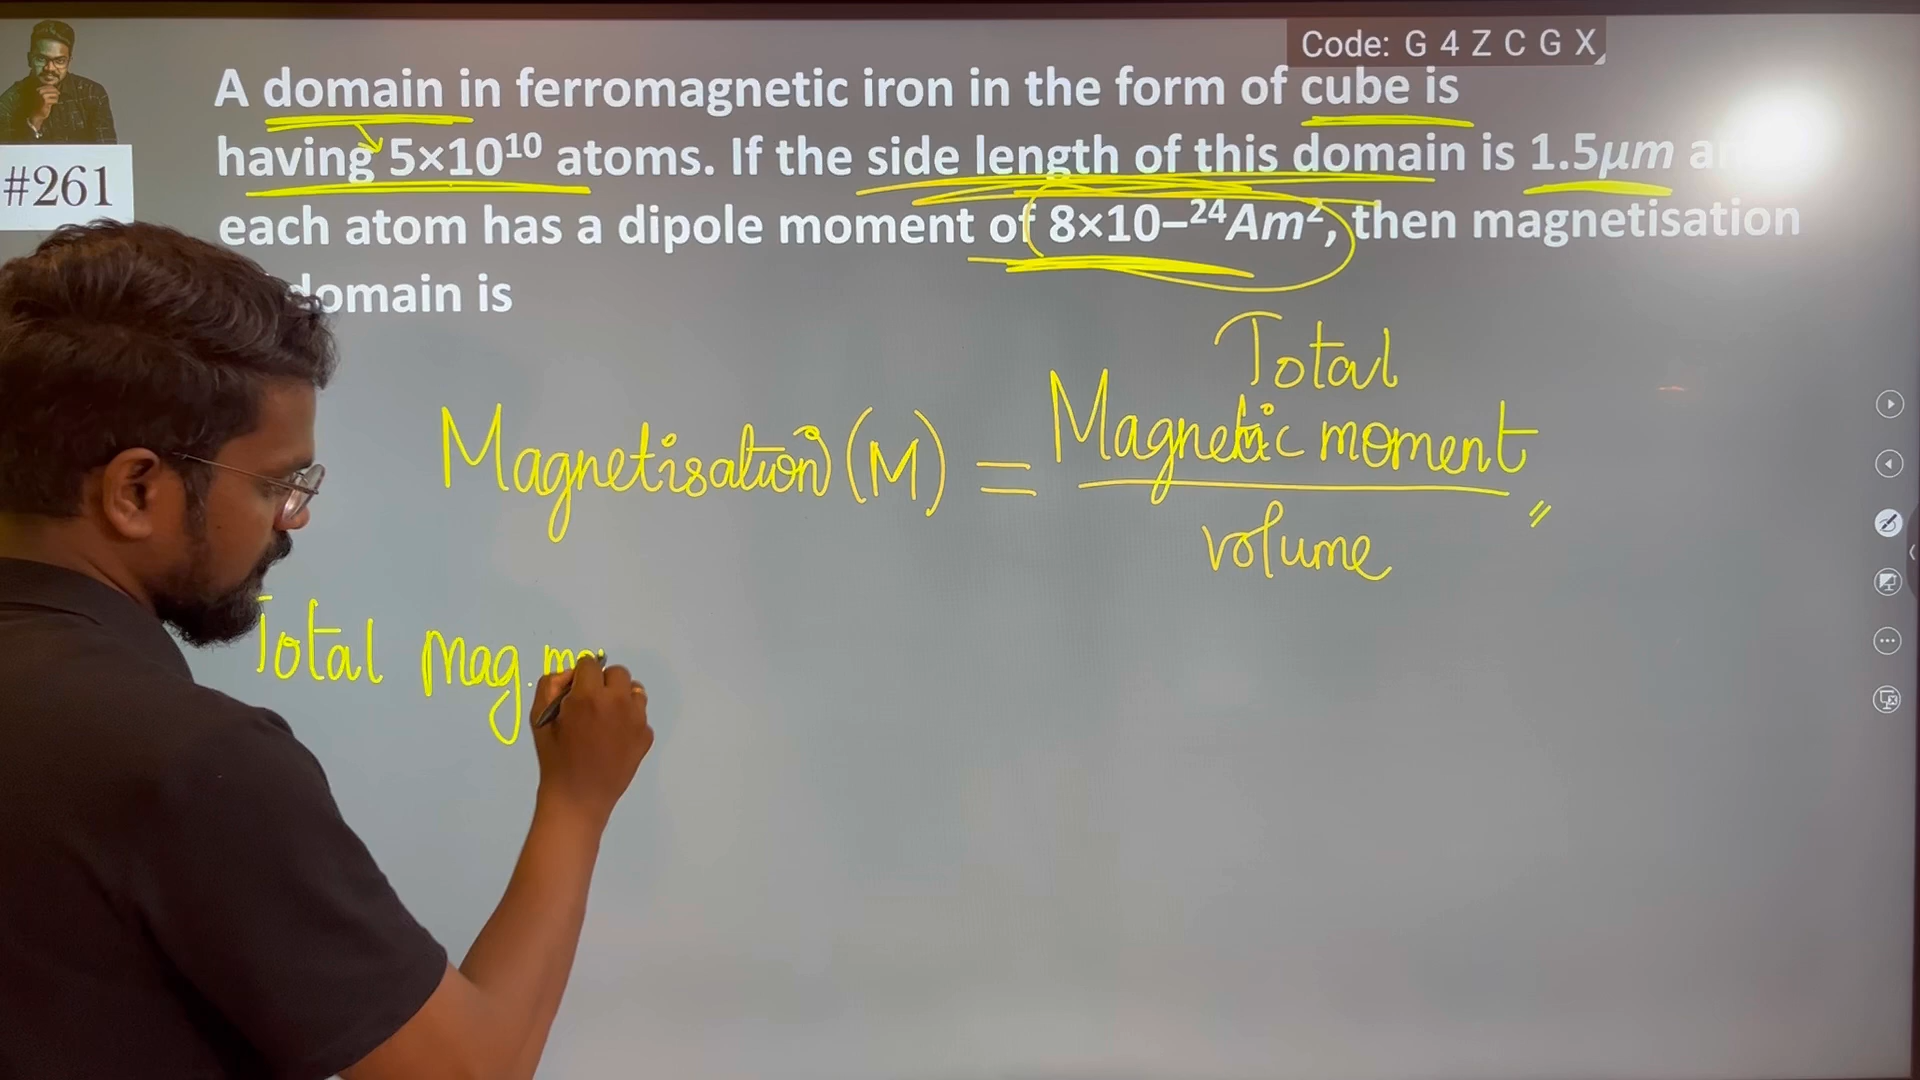 Code: G 4 Z C G X
A domain in ferromagnetic iron in the form of cube is
#261
having 5×10¹⁰ atoms. If the side length of this domain is 1.5μm
each atom has a dipole moment of 8×10–²⁴Am², then magnetisation
domain is
Total
Magnetisation (M) = Magnetic moment
volume
Total Mag.